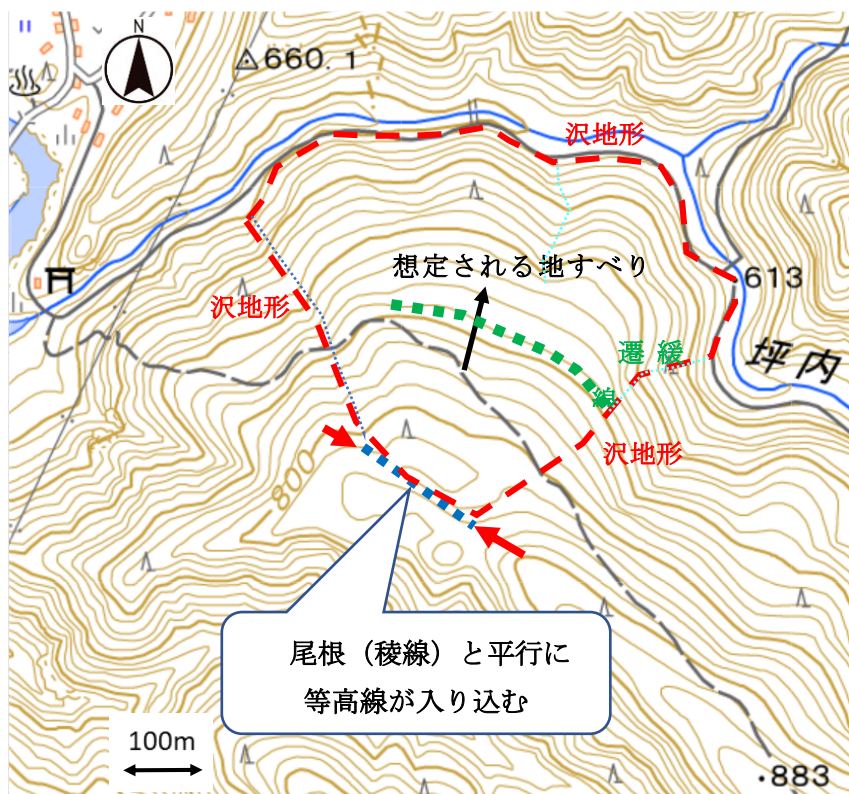 N
660.1
沢地形
想定される地すべり
613
沢地形
遷緩
線
坪内
沢地形
800
尾根（稜線）と平行に
等高線が入り込む
100m
・883